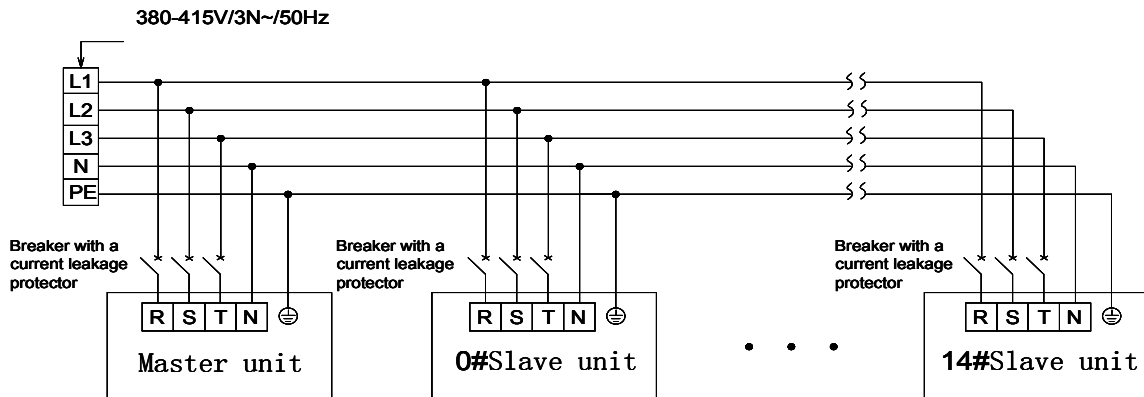 380-415V/3N~/50Hz
L1
L2
L3
N
PE
Breaker with a
current leakage
protector
Breaker with a
current leakage
protector
Breaker with a
current leakage
protector
R S T N
R S T N
R S T N
Master unit
0#Slave unit
14#Slave unit